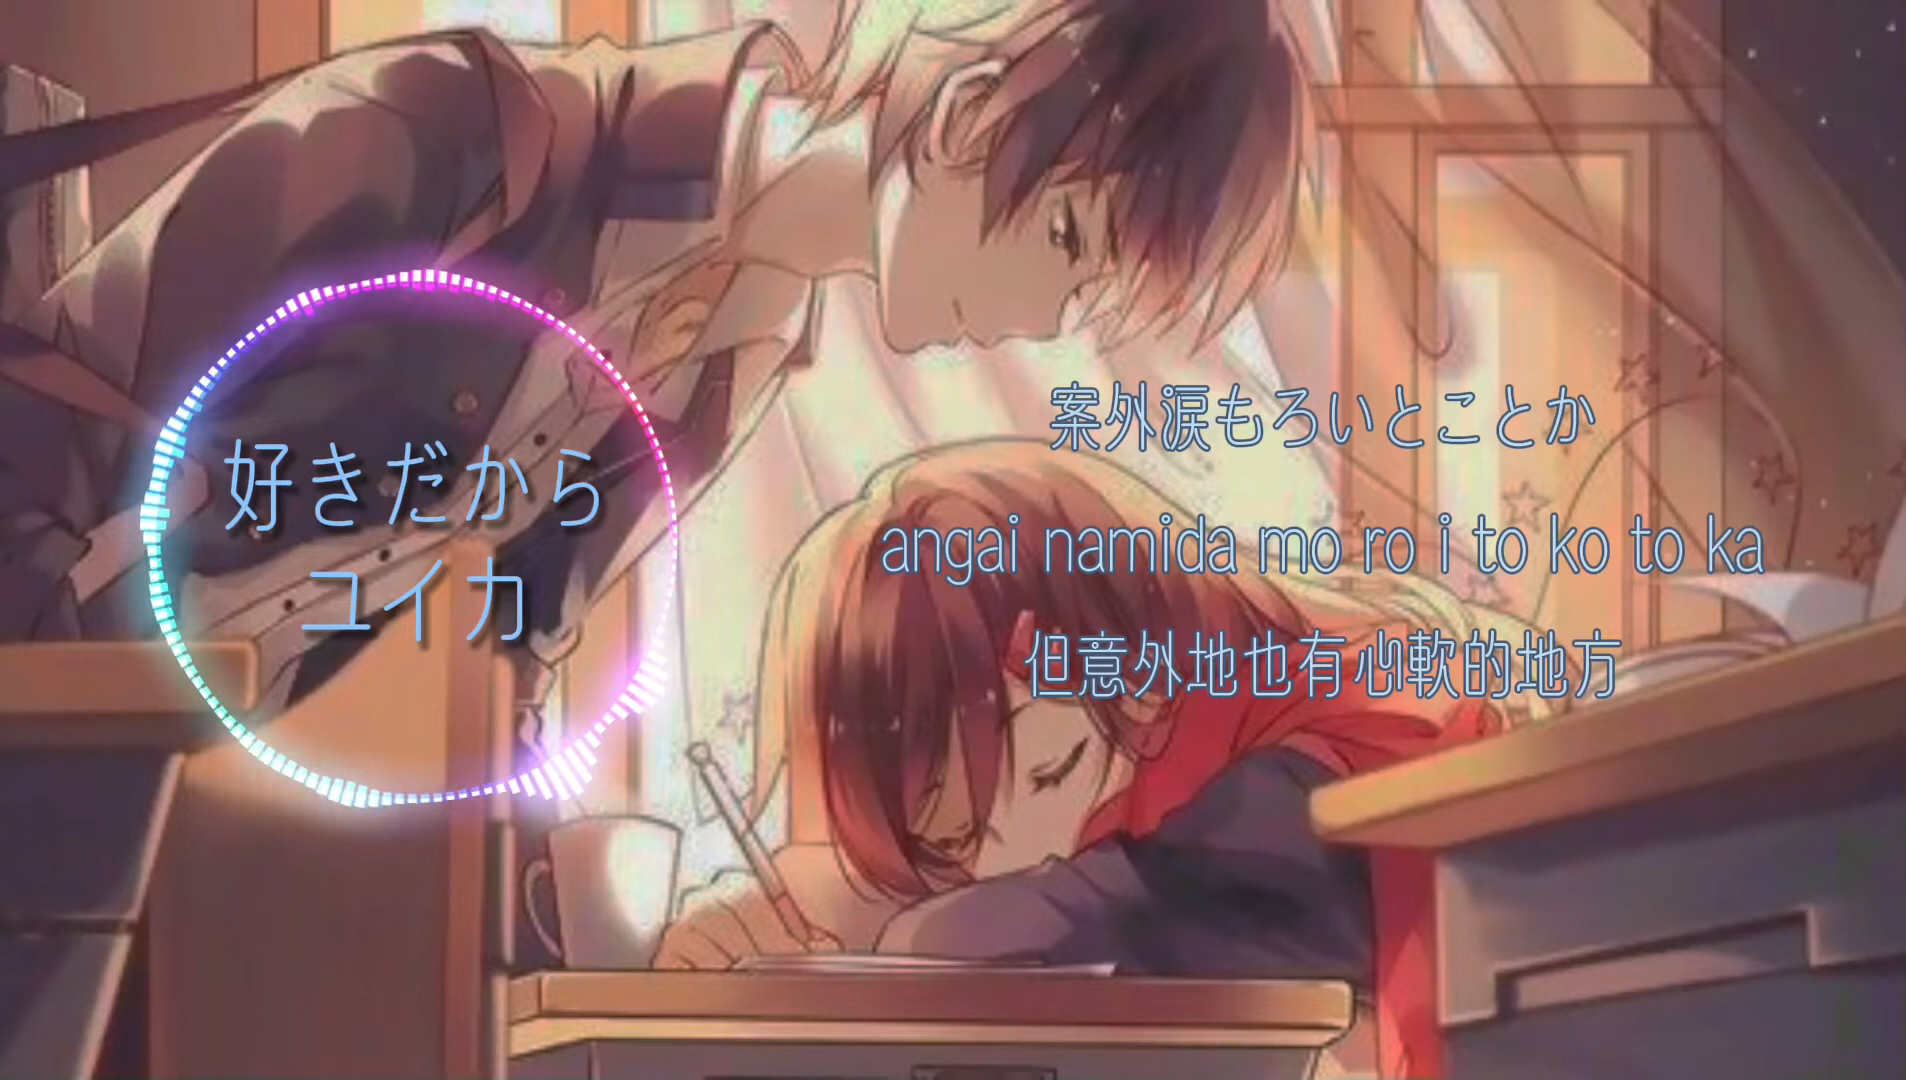 好きだから
ユイカ
案外涙もろいとことか
angai namida mo ro i to ko to ka
但意外地也有心軟的地方